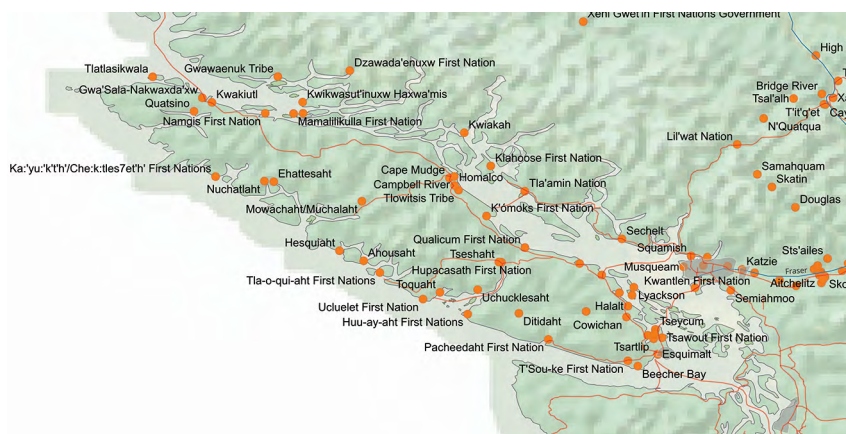 Xeni Gwet'in First Nations Government
High
Dzawada'enuxw First Nation
Tlatlasikwala
Gwawaenuk Tribe
Bridge River
Gwa'Sala-Nakwaxda'xw
Kwakiutl
Kwikwasut'inuxw Haxwa'mis
Tsal'alh
Quatsino
T'it'q'et
Namgis First Nation
Mamalilikulla First Nation
Cay
N'Quatqua
Kwiakah
Lil'wat Nation
Klahoose First Nation
Ka:'yu:'k't'h'/Che:k:tles7et'h' First Nations
Ehattesaht
Cape Mudge
Homalco
Samahquam
Nuchatlaht
Campbell River
Tla'amin Nation
Skatin
Tlowitsis Tribe
Mowachaht/Muchalaht
K'ómoks First Nation
Douglas
Sechelt
Hesquiaht
Qualicum First Nation
Squamish
Ahousaht
Tseshaht
Sts'ailes
Musqueam
Katzie
Fraser
Hupacasath First Nation
Tla-o-qui-aht First Nations
Kwantlen First Nation
Aitchelitz
Sko
Toquaht
Uchucklesaht
Lyackson
Semiahmoo
Ucluelet First Nation
Halalt
Huu-ay-aht First Nations
Ditidaht
Cowichan
Tseycum
Tsawout First Nation
Pacheedaht First Nation
Tsartlip
Esquimalt
T'Sou-ke First Nation
Beecher Bay